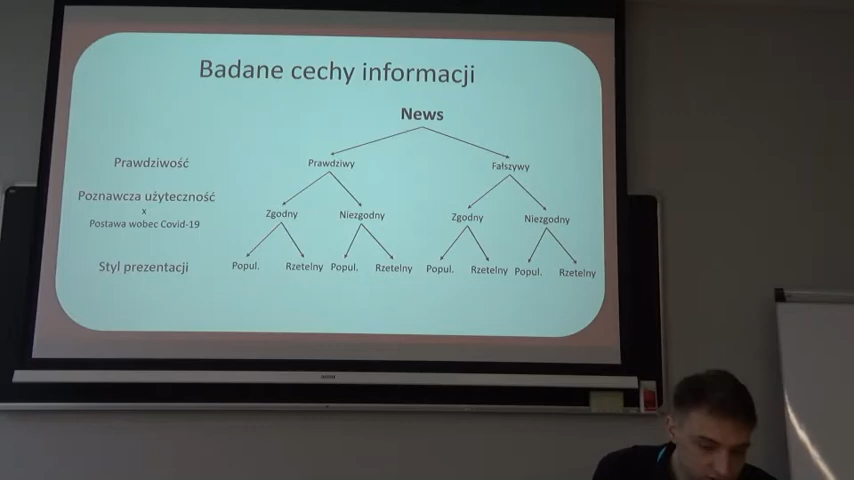 Badane cechy informacji
News
Prawdziwość
Prawdziwy
Fałszywy
Poznawcza użyteczność
x
Postawa wobec Covid-19
Zgodny
Niezgodny
Zgodny
Niezgodny
Styl prezentacji
Popul.
Rzetelny
Popul.
Rzetelny
Popul.
Rzetelny
Popul.
Rzetelny